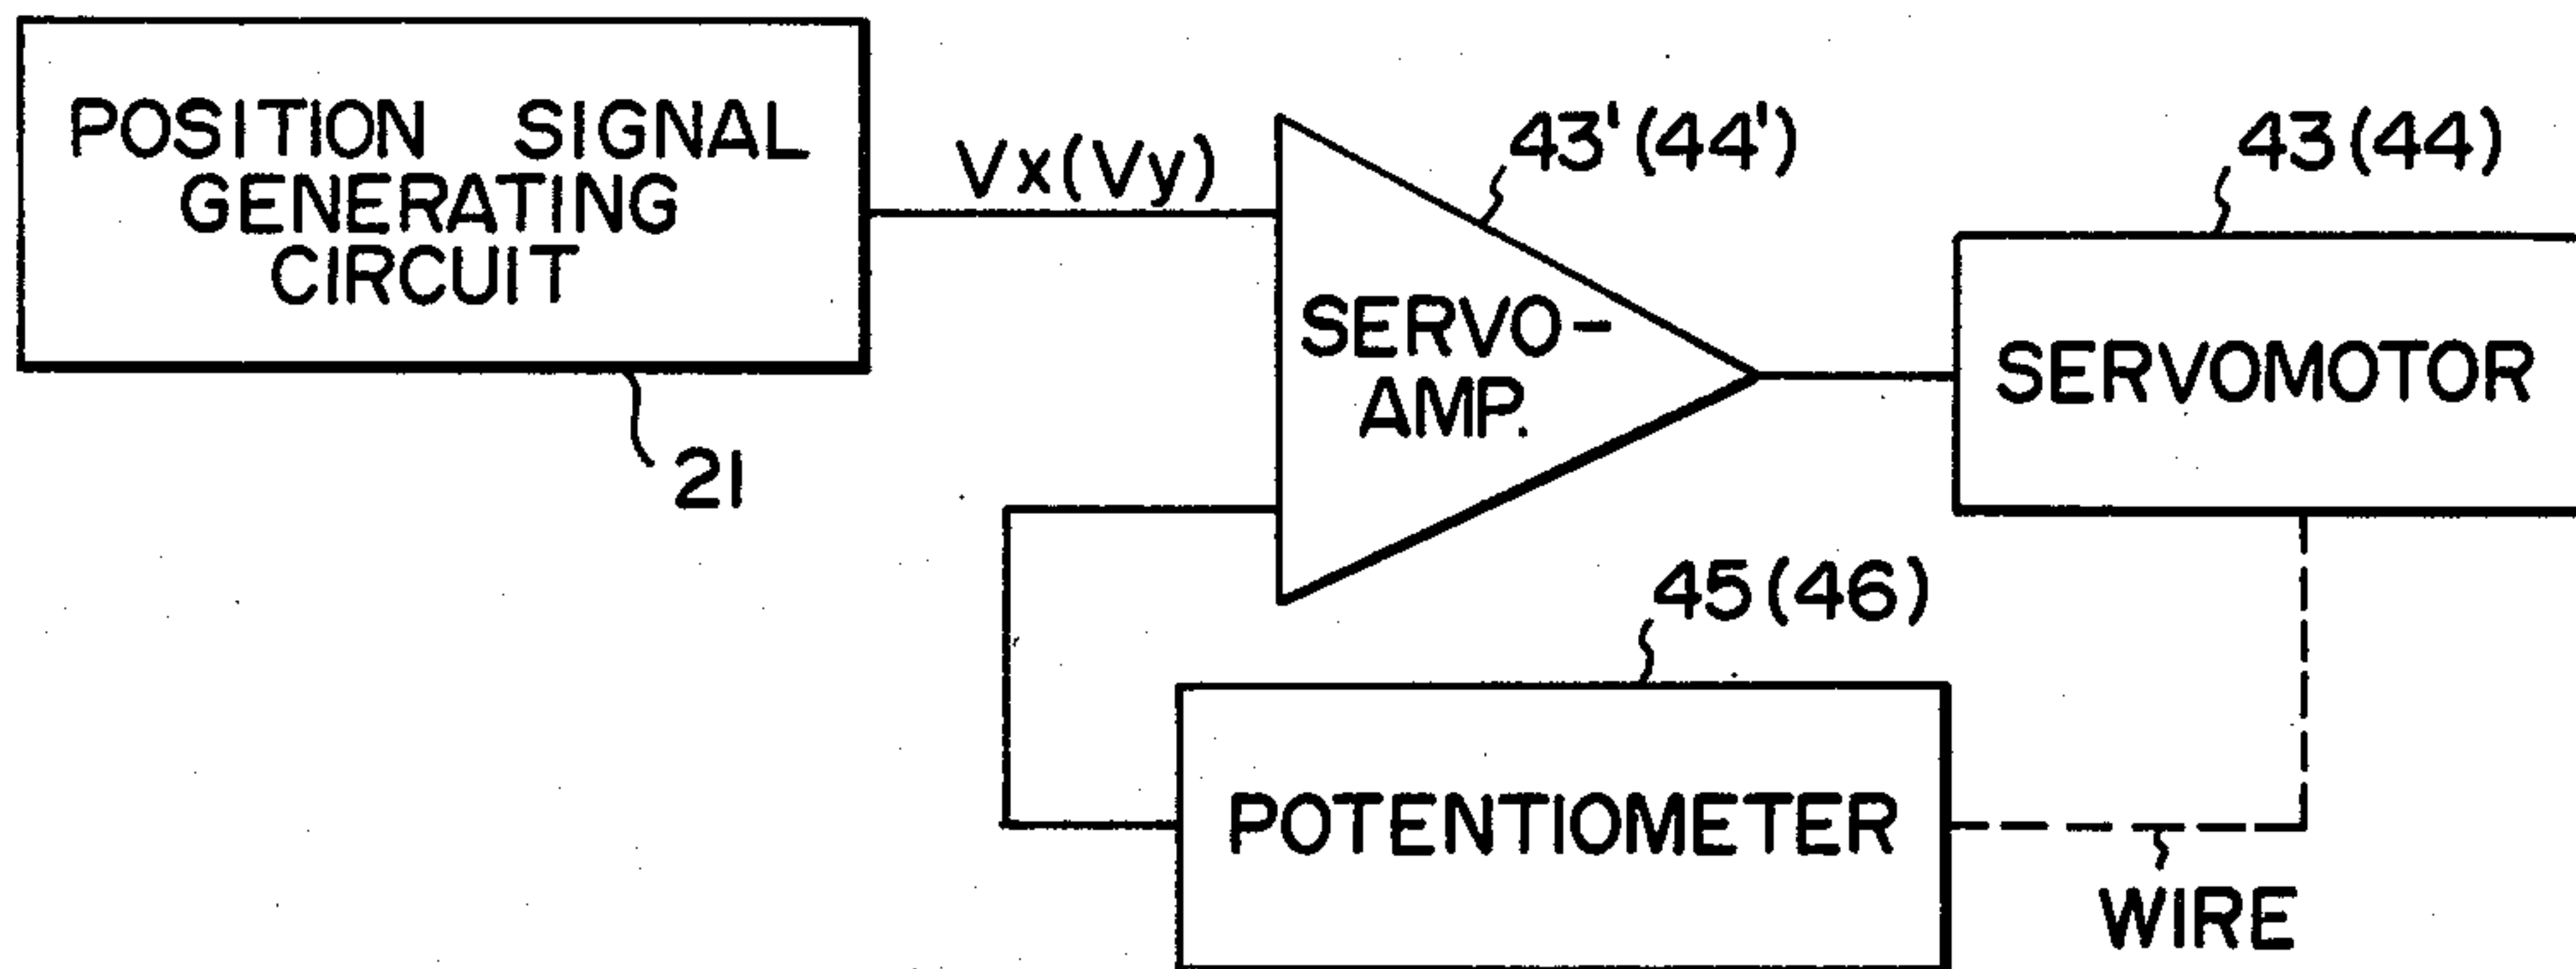 POSITION SIGNAL
GENERATING
CIRCUIT
21
Vx(Vy)
43'(44')
SERVO-
AMP.
43(44)
SERVOMOTOR
45(46)
POTENTIOMETER
WIRE